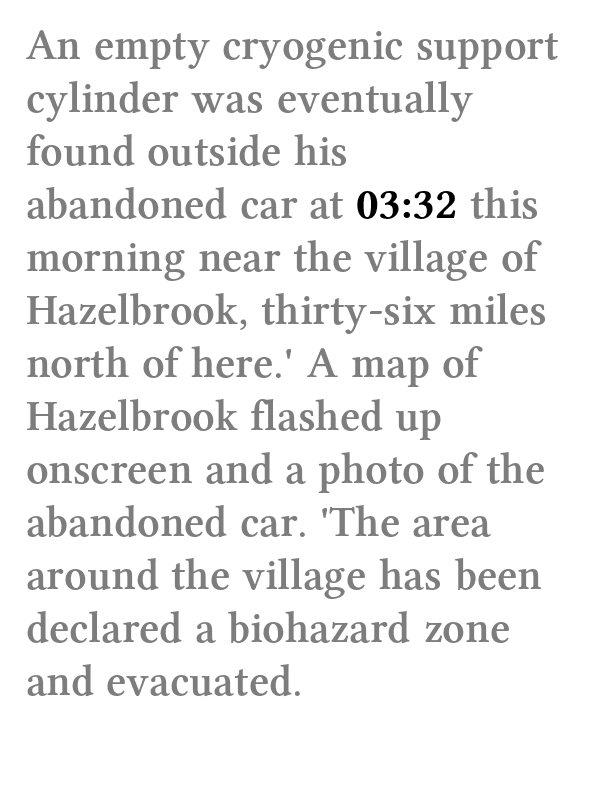 An empty cryogenic support
cylinder was eventually
found outside his
abandoned car at 03:32 this
morning near the village of
Hazelbrook, thirty-six miles
north of here.' A map of
Hazelbrook flashed up
onscreen and a photo of the
abandoned car. 'The area
around the village has been
declared a biohazard zone
and evacuated.